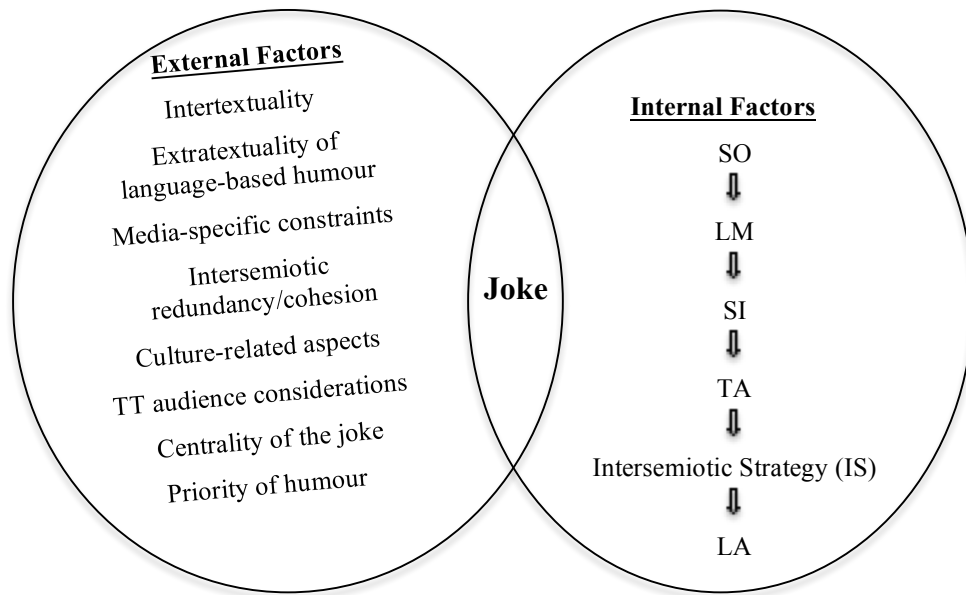 External Factors
Intertextuality
Extratextuality of
language-based humour
Media-specific constraints
Intersemiotic
redundancy/cohesion
Culture-related aspects
TT audience considerations
Centrality of the joke
Priority of humour
Joke
Internal Factors
SO
LM
SI
TA
Intersemiotic Strategy (IS)
LA